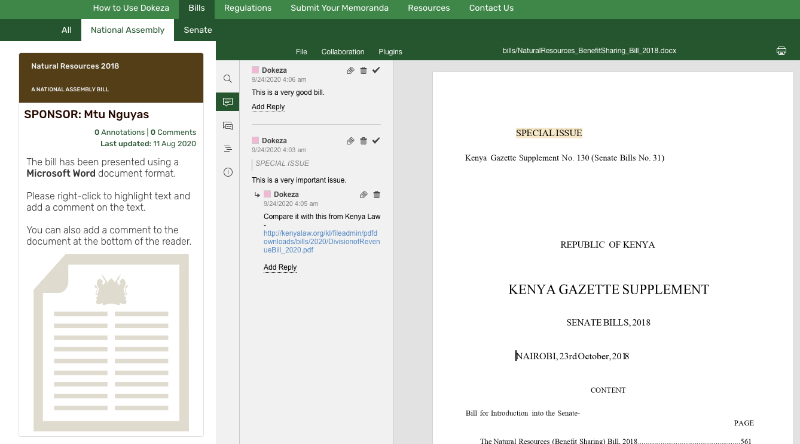 How to Use Dokeza Bills Regulations Submit Your Memoranda Resources Contact Us
All National Assembly Senate
File Collaboration Plugins bills/NaturalResources_BenefitSharing_Bill_2018.docx
Natural Resources 2018
A NATIONAL ASSEMBLY BILL
SPONSOR: Mtu Nguyas
0 Annotations | 0 Comments
Last updated: 11 Aug 2020
The bill has been presented using a
Microsoft Word document format.
Please right-click to highlight text and
add a comment on the text.
You can also add a comment to the
document at the bottom of the reader.
Dokeza
9/24/2020 4:06 am
This is a very good bill.
Add Reply
Dokeza
9/24/2020 4:03 am
SPECIAL ISSUE
This is a very important issue.
Dokeza
9/24/2020 4:05 am
Compare it with this from Kenya Law
-
http://kenyalaw.org/kl/fileadmin/pdfd
ownloads/bills/2020/DivisionofReven
ueBill_2020.pdf
Add Reply
SPECIAL ISSUE
Kenya Gazette Supplement No. 130 (Senate Bills No. 31)
REPUBLIC OF KENYA
KENYA GAZETTE SUPPLEMENT
SENATE BILLS, 2018
NAIROBI, 23rd October, 2018
CONTENT
Bill for Introduction into the Senate-
PAGE
The Natural Resources (Benefit Sharing) Bill, 2018...............................................561